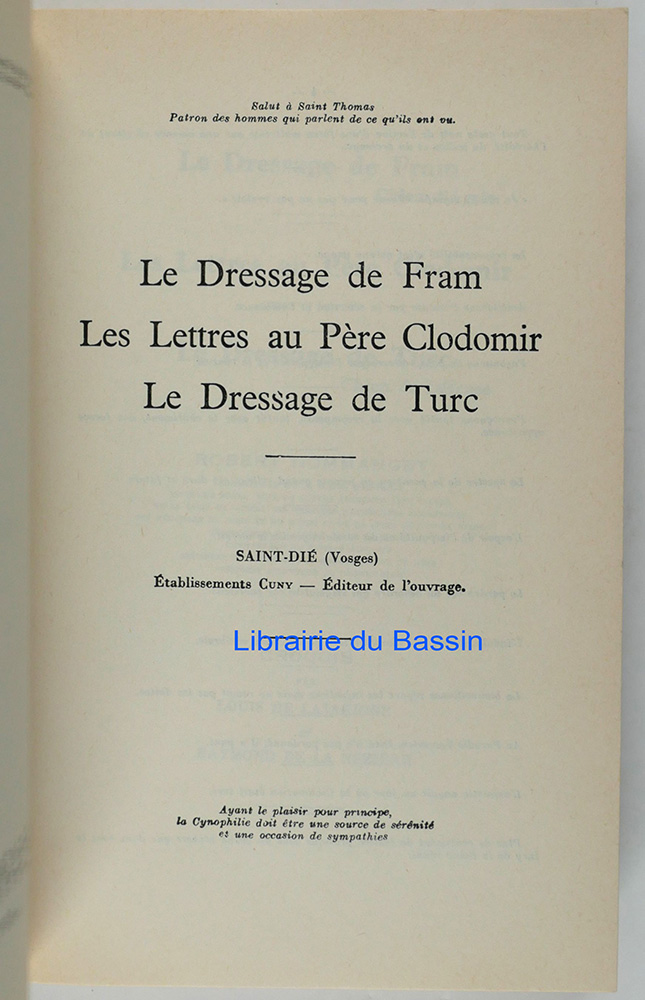 Salut à Saint Thomas
Patron des hommes qui parlent de ce qu'ils ont vu.
Le Dressage de Fram
Les Lettres au Père Clodomir
Le Dressage de Turc
SAINT-DIÉ (Vosges)
Établissements CUNY — Éditeur de l'ouvrage.
Librairie du Bassin
Ayant le plaisir pour principe,
la Cynophilie doit être une source de sérénité
et une occasion de sympathies